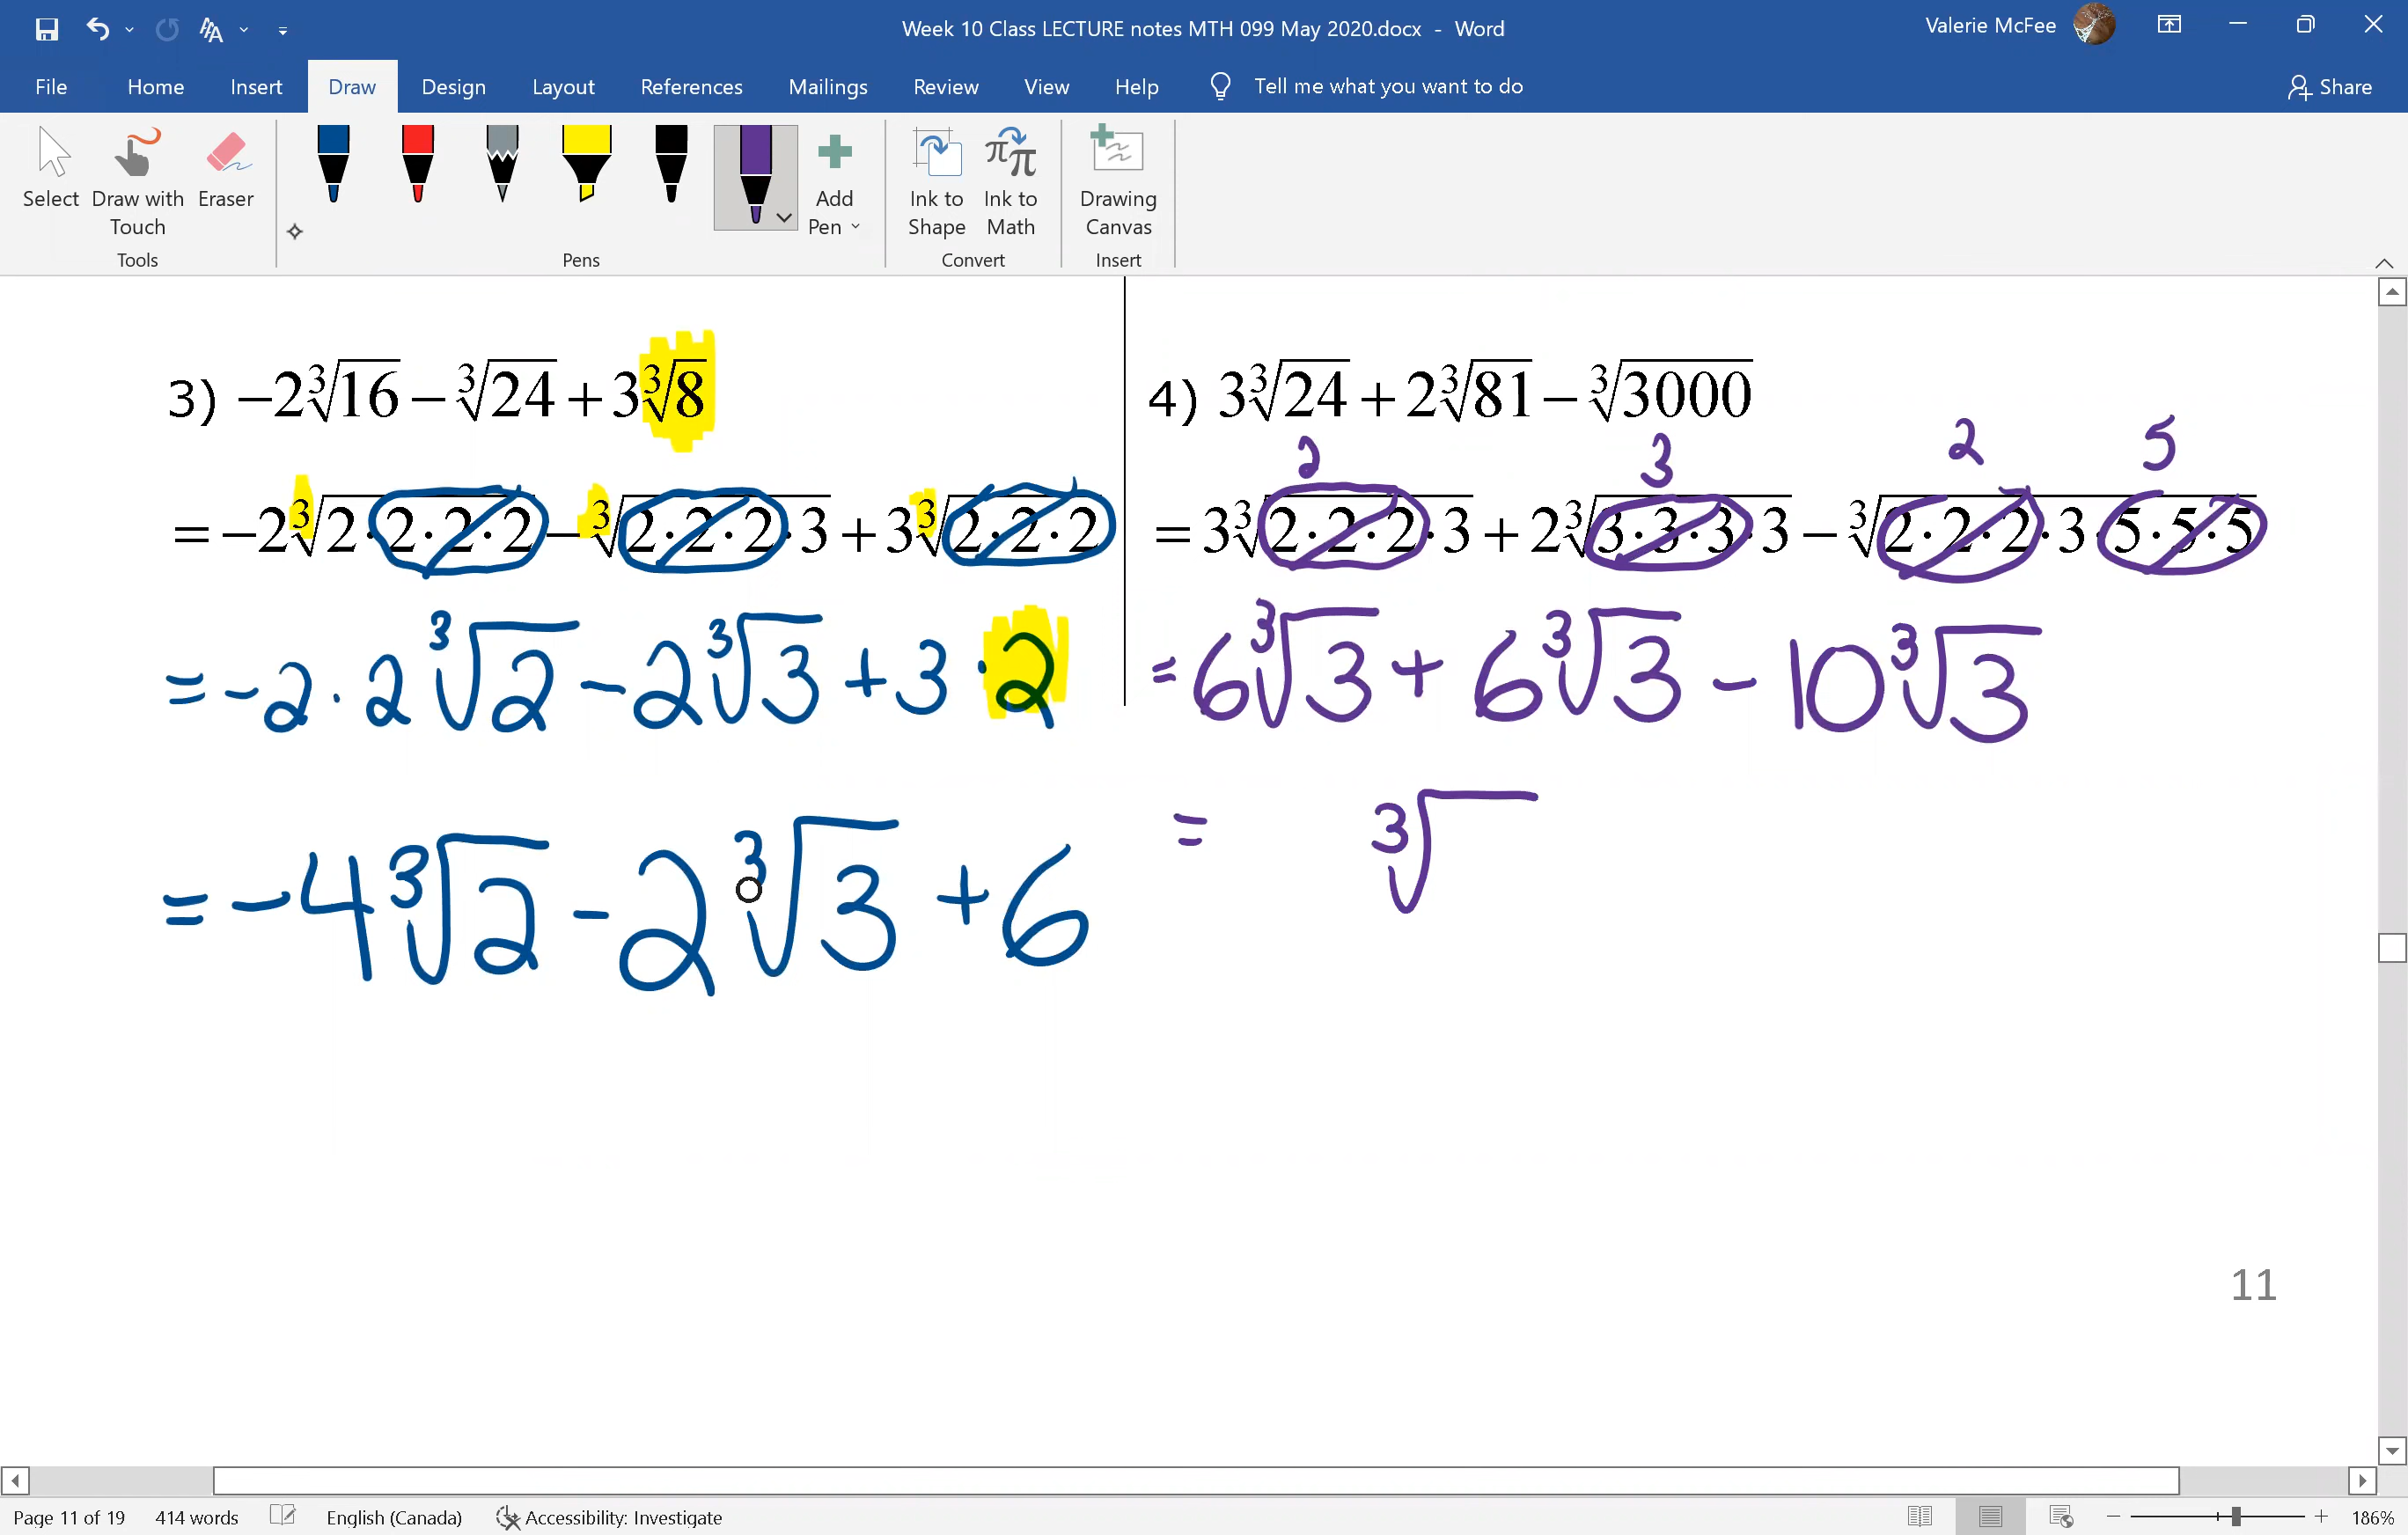 Week 10 Class LECTURE notes MTH 099 May 2020.docx - Word
Valerie McFee
File Home Insert Draw Design Layout References Mailings Review View Help Tell me what you want to do Share
Select Draw with Touch Eraser
Add Pen
Ink to Shape Ink to Math
Drawing Canvas
Tools Pens Convert Insert
3) −2∛16 − ∛24 + 3∛8
= −2∛2·2·2·2 − ∛2·2·2·3 + 3∛2·2·2
= -2·2∛2 - 2∛3 + 3·2
= -4∛2 - 2∛3 + 6
4) 3∛24 + 2∛81 − ∛3000
2 3 2 5
= 3∛2·2·2·3 + 2∛3·3·3·3 − ∛2·2·2·3·5·5·5
= 6∛3 + 6∛3 - 10∛3
= ∛
11
Page 11 of 19 414 words English (Canada) Accessibility: Investigate 186%